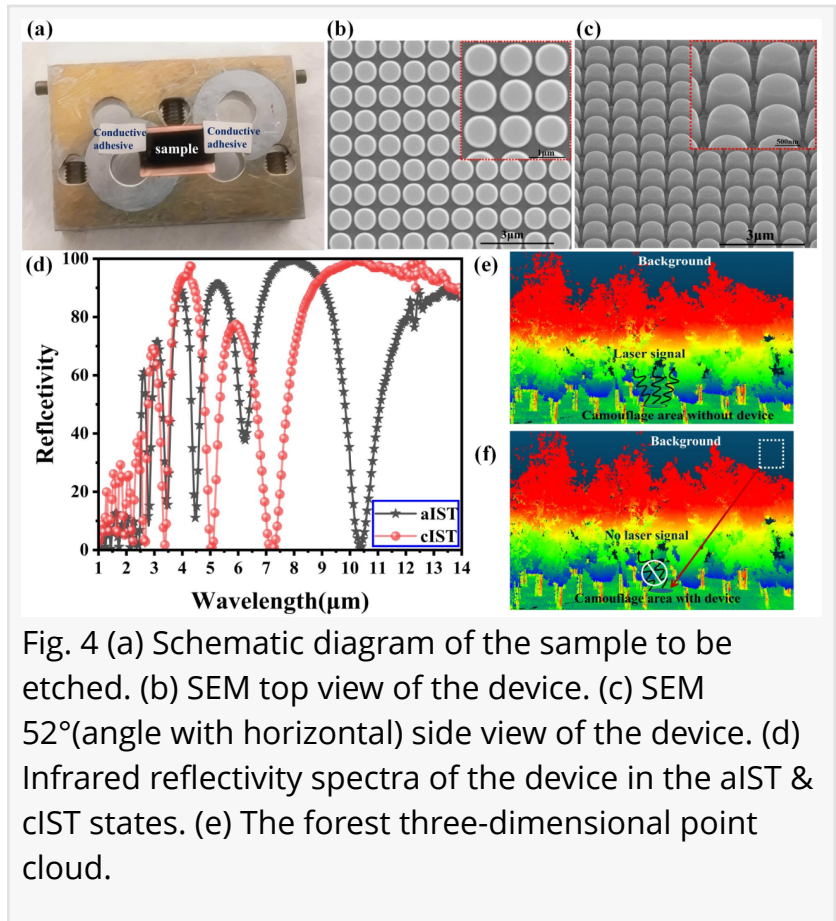 (a)
(b)
(c)
Conductive
adhesive
sample
Conductive
adhesive
1µm
3µm
500nm
3µm
(d)
100
80
60
40
20
0
Reflcetivity
1 2 3 4 5 6 7 8 9 10 11 12 13 14
Wavelength(µm)
aIST
cIST
(e)
Background
Laser signal
Camouflage area without device
(f)
Background
No laser signal
Camouflage area with device
Fig. 4 (a) Schematic diagram of the sample to be
etched. (b) SEM top view of the device. (c) SEM
52°(angle with horizontal) side view of the device. (d)
Infrared reflectivity spectra of the device in the aIST &
cIST states. (e) The forest three-dimensional point
cloud.